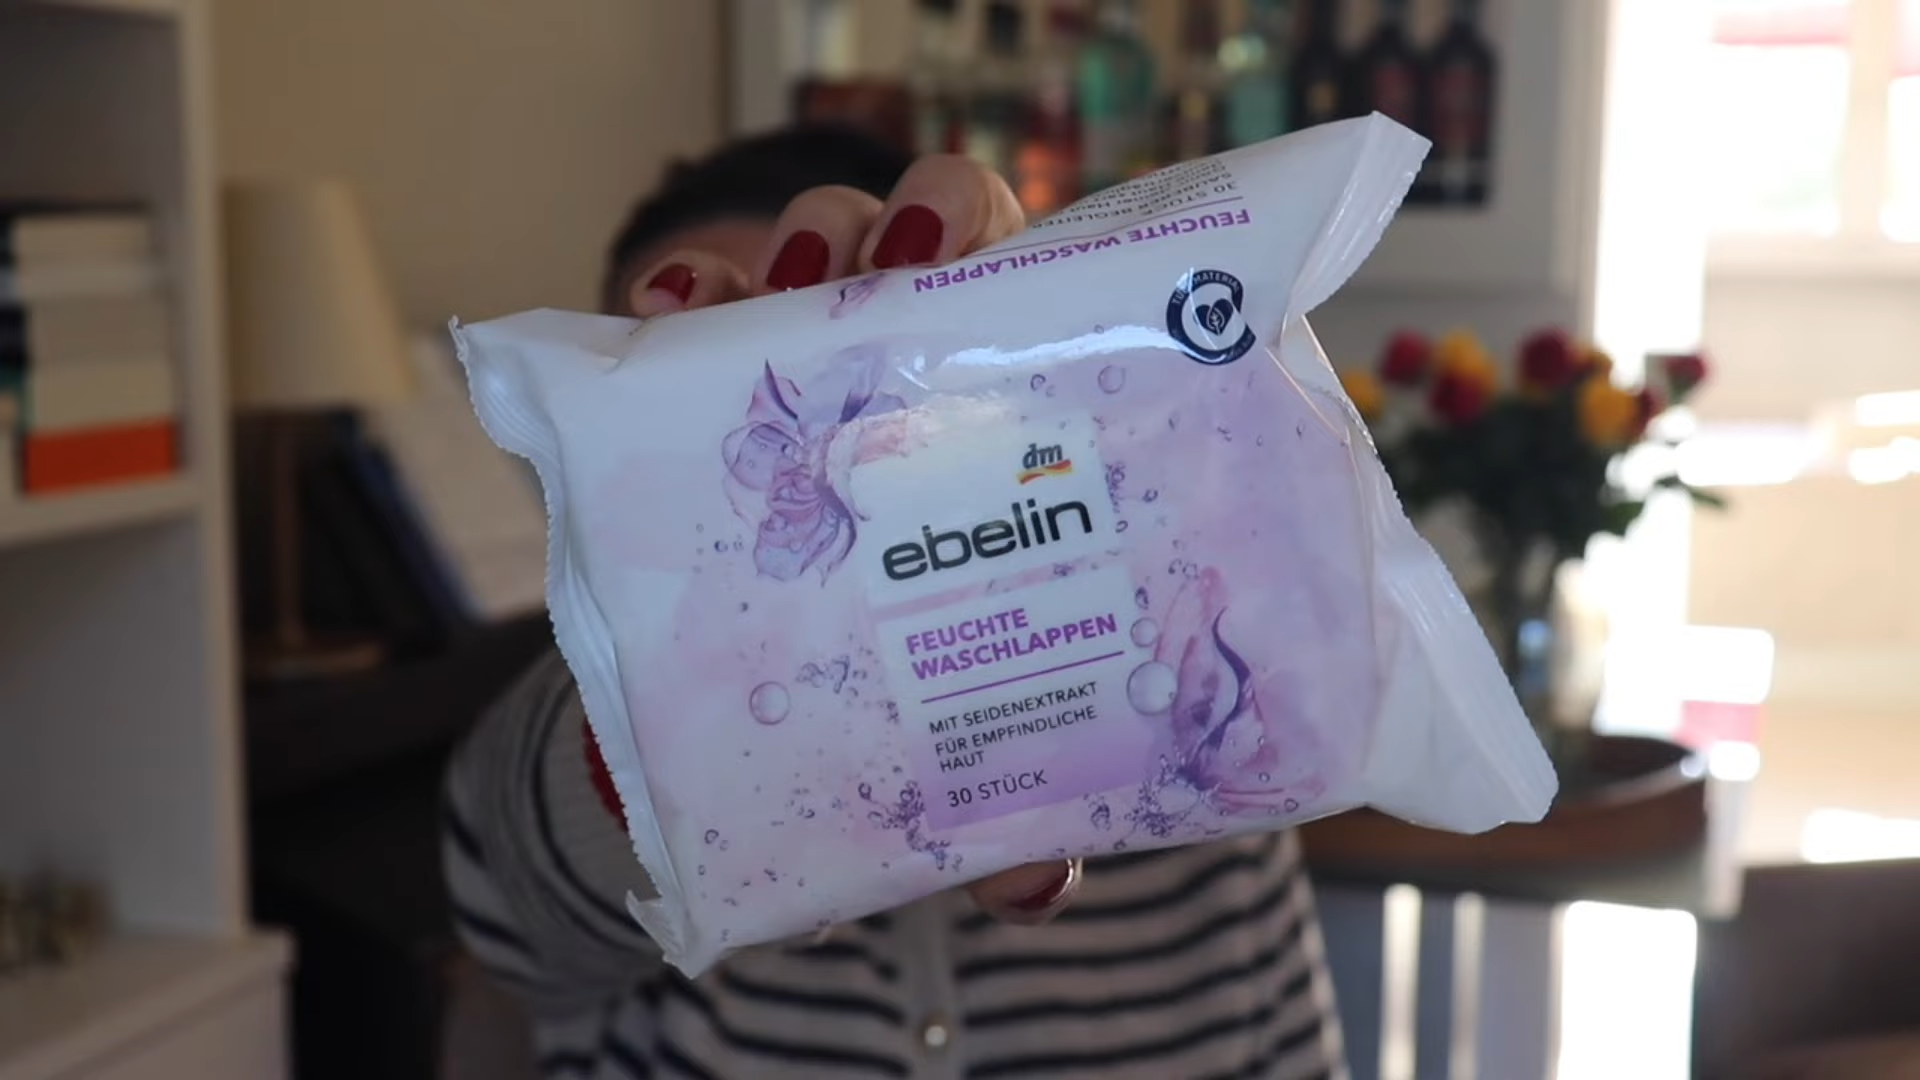 FEUCHTE WASCHLAPPEN
dm
ebelin
FEUCHTE
WASCHLAPPEN
MIT SEIDENEXTRAKT
FÜR EMPFINDLICHE
HAUT
30 STÜCK